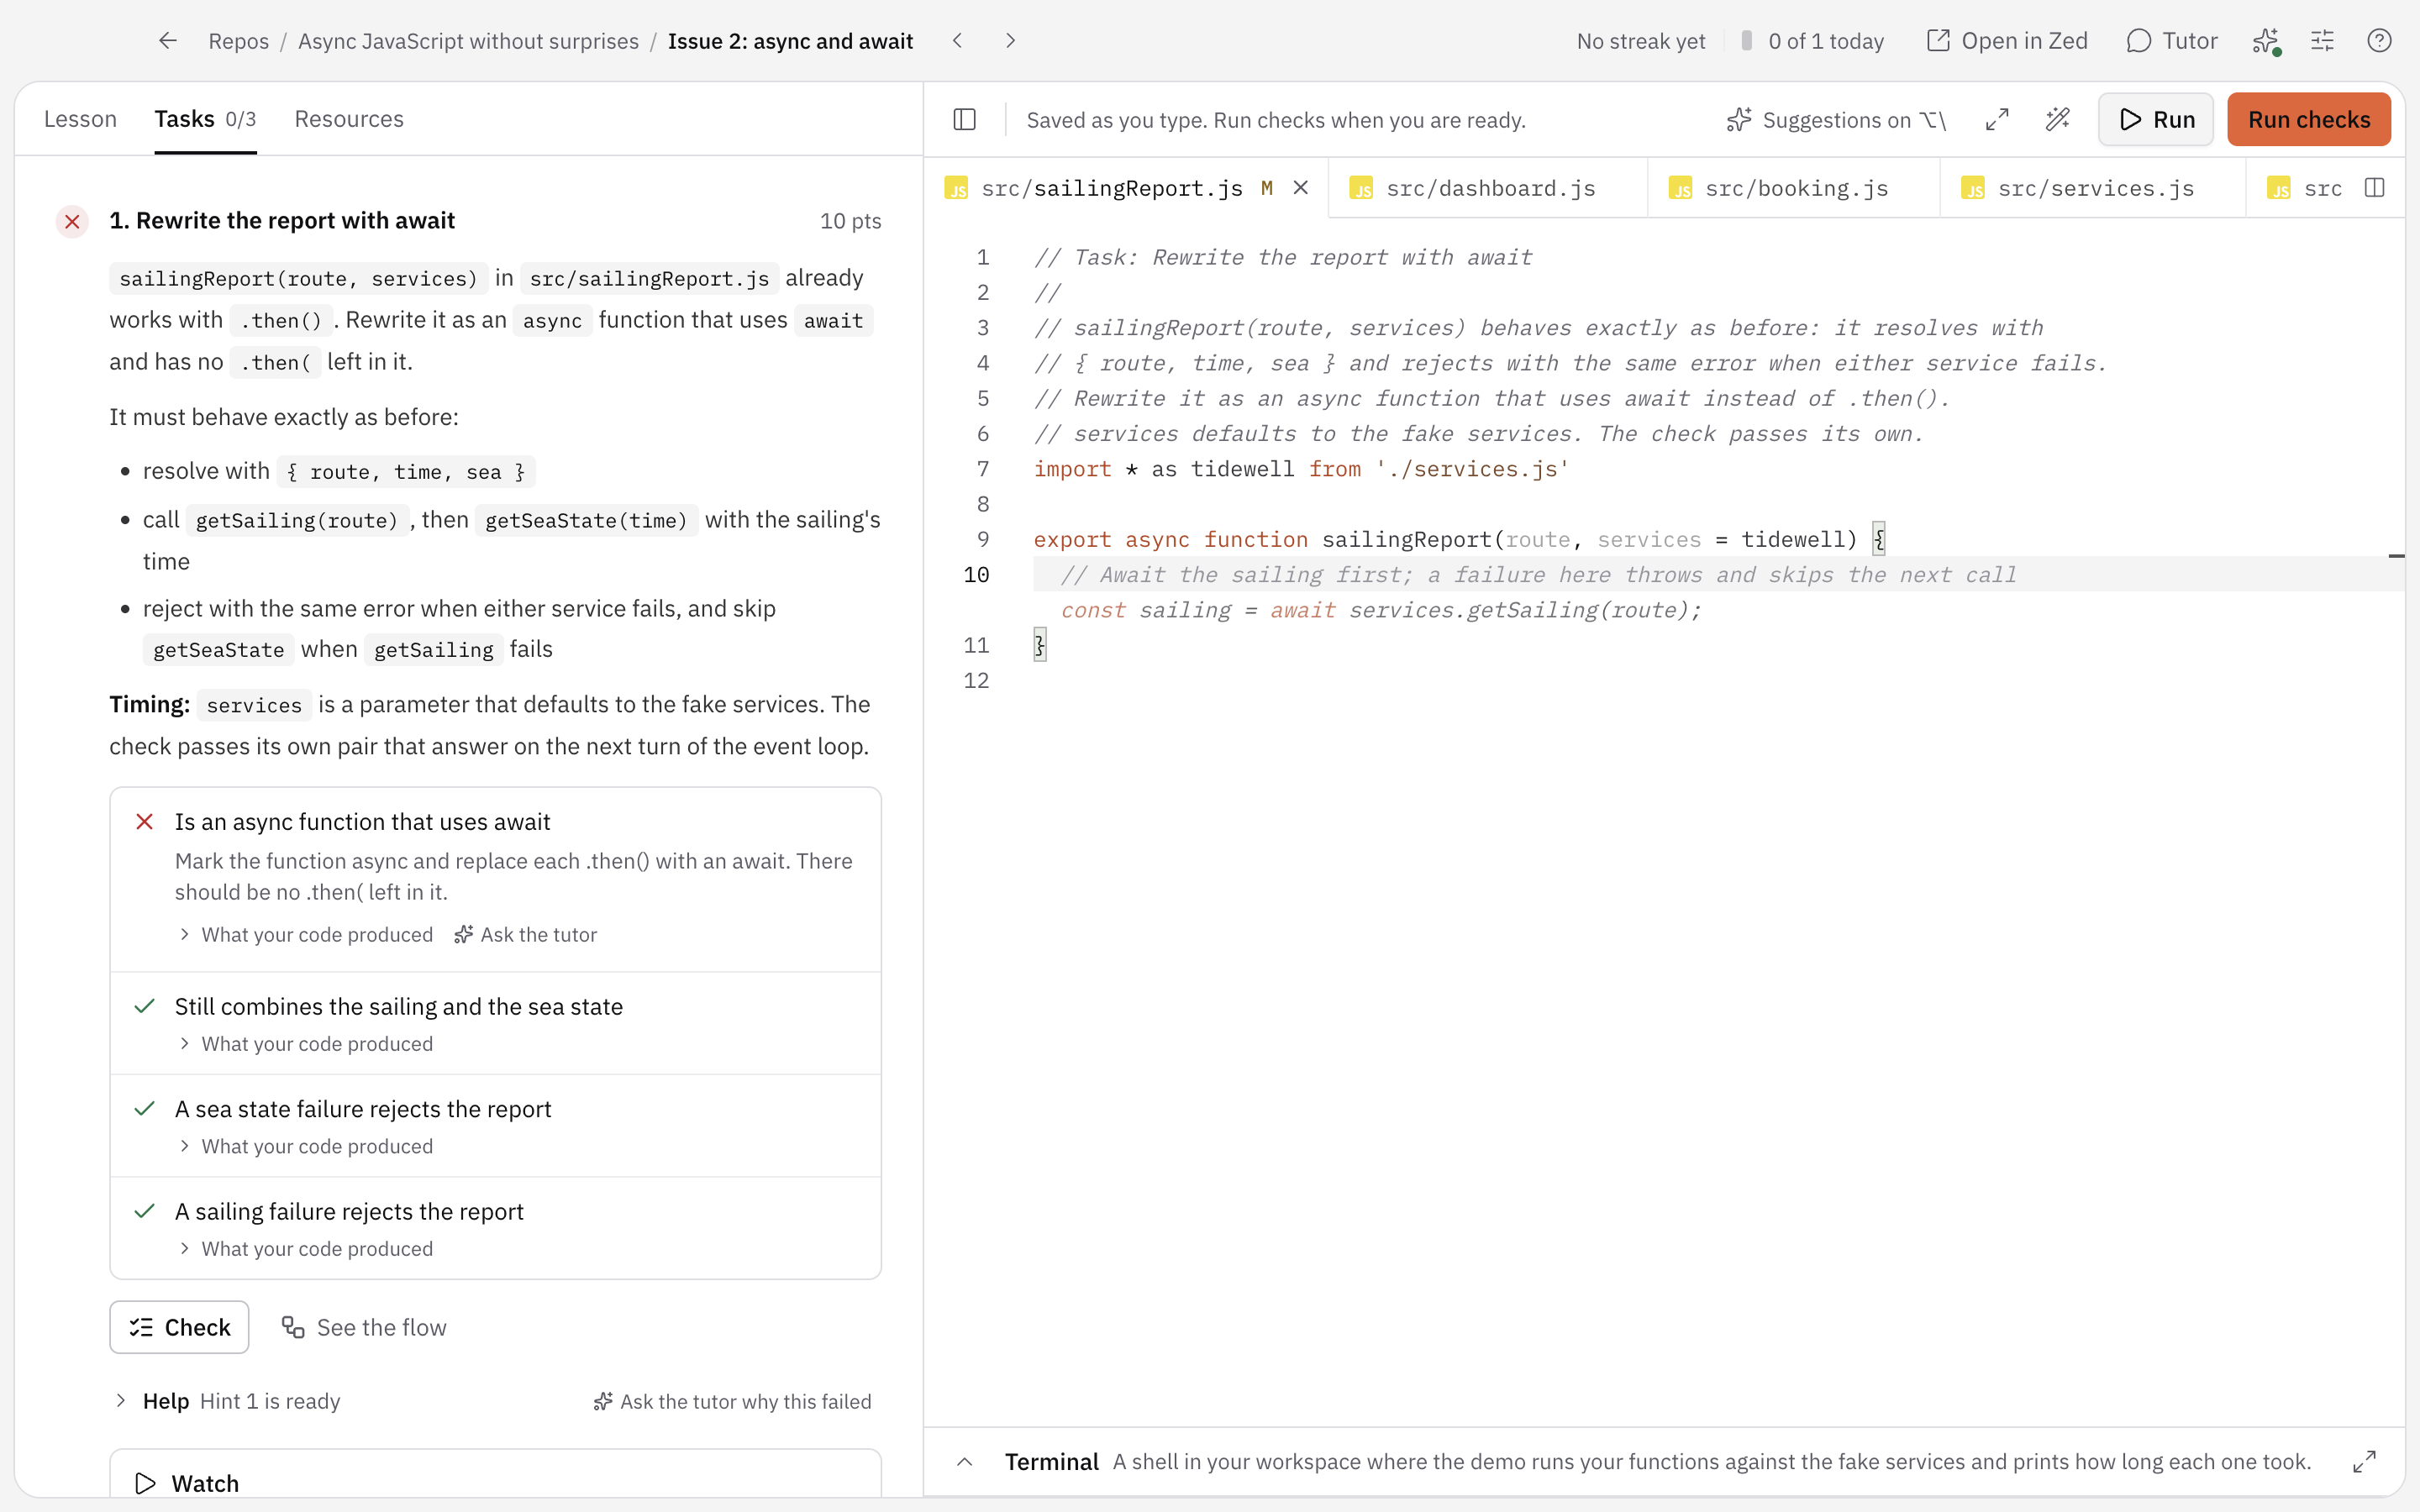 Repos / Async JavaScript without surprises / Issue 2: async and await
No streak yet
0 of 1 today
Open in Zed
Tutor
Lesson
Tasks 0/3
Resources
1. Rewrite the report with await
10 pts
sailingReport(route, services) in src/sailingReport.js already
works with .then() . Rewrite it as an async function that uses await
and has no .then( left in it.
It must behave exactly as before:
• resolve with { route, time, sea }
• call getSailing(route) , then getSeaState(time) with the sailing's
time
• reject with the same error when either service fails, and skip
getSeaState when getSailing fails
Timing: services is a parameter that defaults to the fake services. The
check passes its own pair that answer on the next turn of the event loop.
Is an async function that uses await
Mark the function async and replace each .then() with an await. There
should be no .then( left in it.
What your code produced
Ask the tutor
Still combines the sailing and the sea state
What your code produced
A sea state failure rejects the report
What your code produced
A sailing failure rejects the report
What your code produced
Check
See the flow
Help Hint 1 is ready
Ask the tutor why this failed
Watch
Saved as you type. Run checks when you are ready.
Suggestions on ⌥\
Run
Run checks
JS src/sailingReport.js M
JS src/dashboard.js
JS src/booking.js
JS src/services.js
JS src
1 // Task: Rewrite the report with await
2 //
3 // sailingReport(route, services) behaves exactly as before: it resolves with
4 // { route, time, sea } and rejects with the same error when either service fails.
5 // Rewrite it as an async function that uses await instead of .then().
6 // services defaults to the fake services. The check passes its own.
7 import * as tidewell from './services.js'
8
9 export async function sailingReport(route, services = tidewell) {
10 // Await the sailing first; a failure here throws and skips the next call
const sailing = await services.getSailing(route);
11 }
12
Terminal A shell in your workspace where the demo runs your functions against the fake services and prints how long each one took.